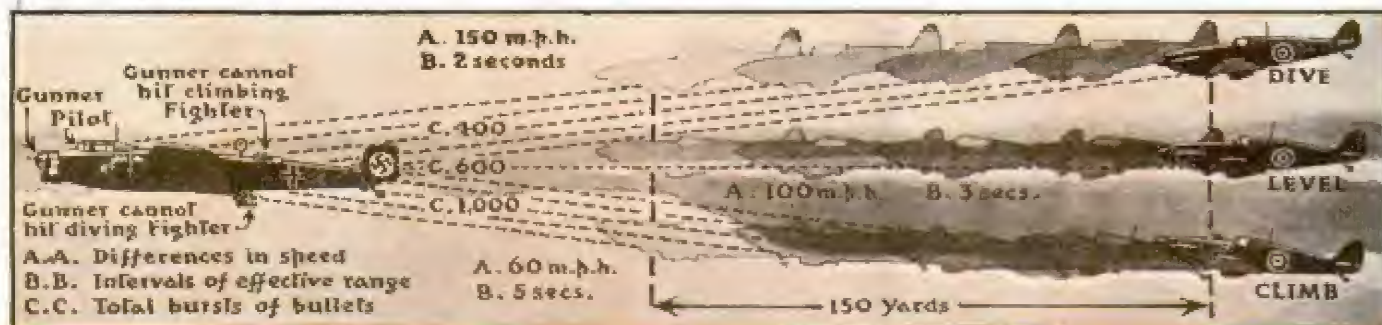 A. 150 m.p.h.
B. 2 seconds
Gunner cannot
hit climbing
Fighter
Gunner
Pilot
DIVE
C. 400
C. 600
C. 1,000
A. 100 m.p.h. B. 3 secs.
LEVEL
Gunner cannot
hit diving Fighter
A.A. Differences in speed
B.B. Intervals of effective range
C.C. Total bursts of bullets
A. 60 m.p.h.
B. 5 secs.
150 Yards
CLIMB